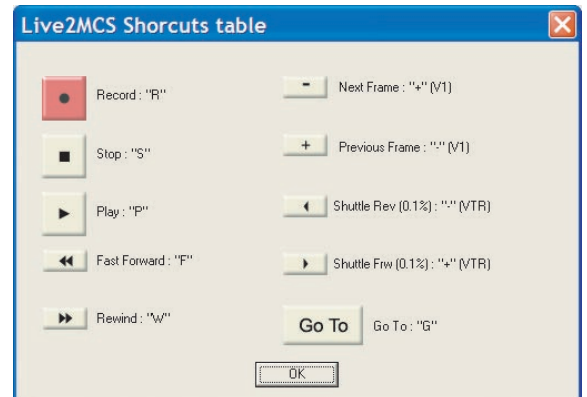 Live2MCS Shorcuts table
Record : "R"
Stop : "S"
Play : "P"
Fast Forward : "F"
Rewind : "W"
- Next Frame : "+" (V1)
+ Previous Frame : "-" (V1)
Shuttle Rev (0.1%) : "-" (VTR)
Shuttle Frw (0.1%) : "+" (VTR)
Go To Go To : "G"
OK